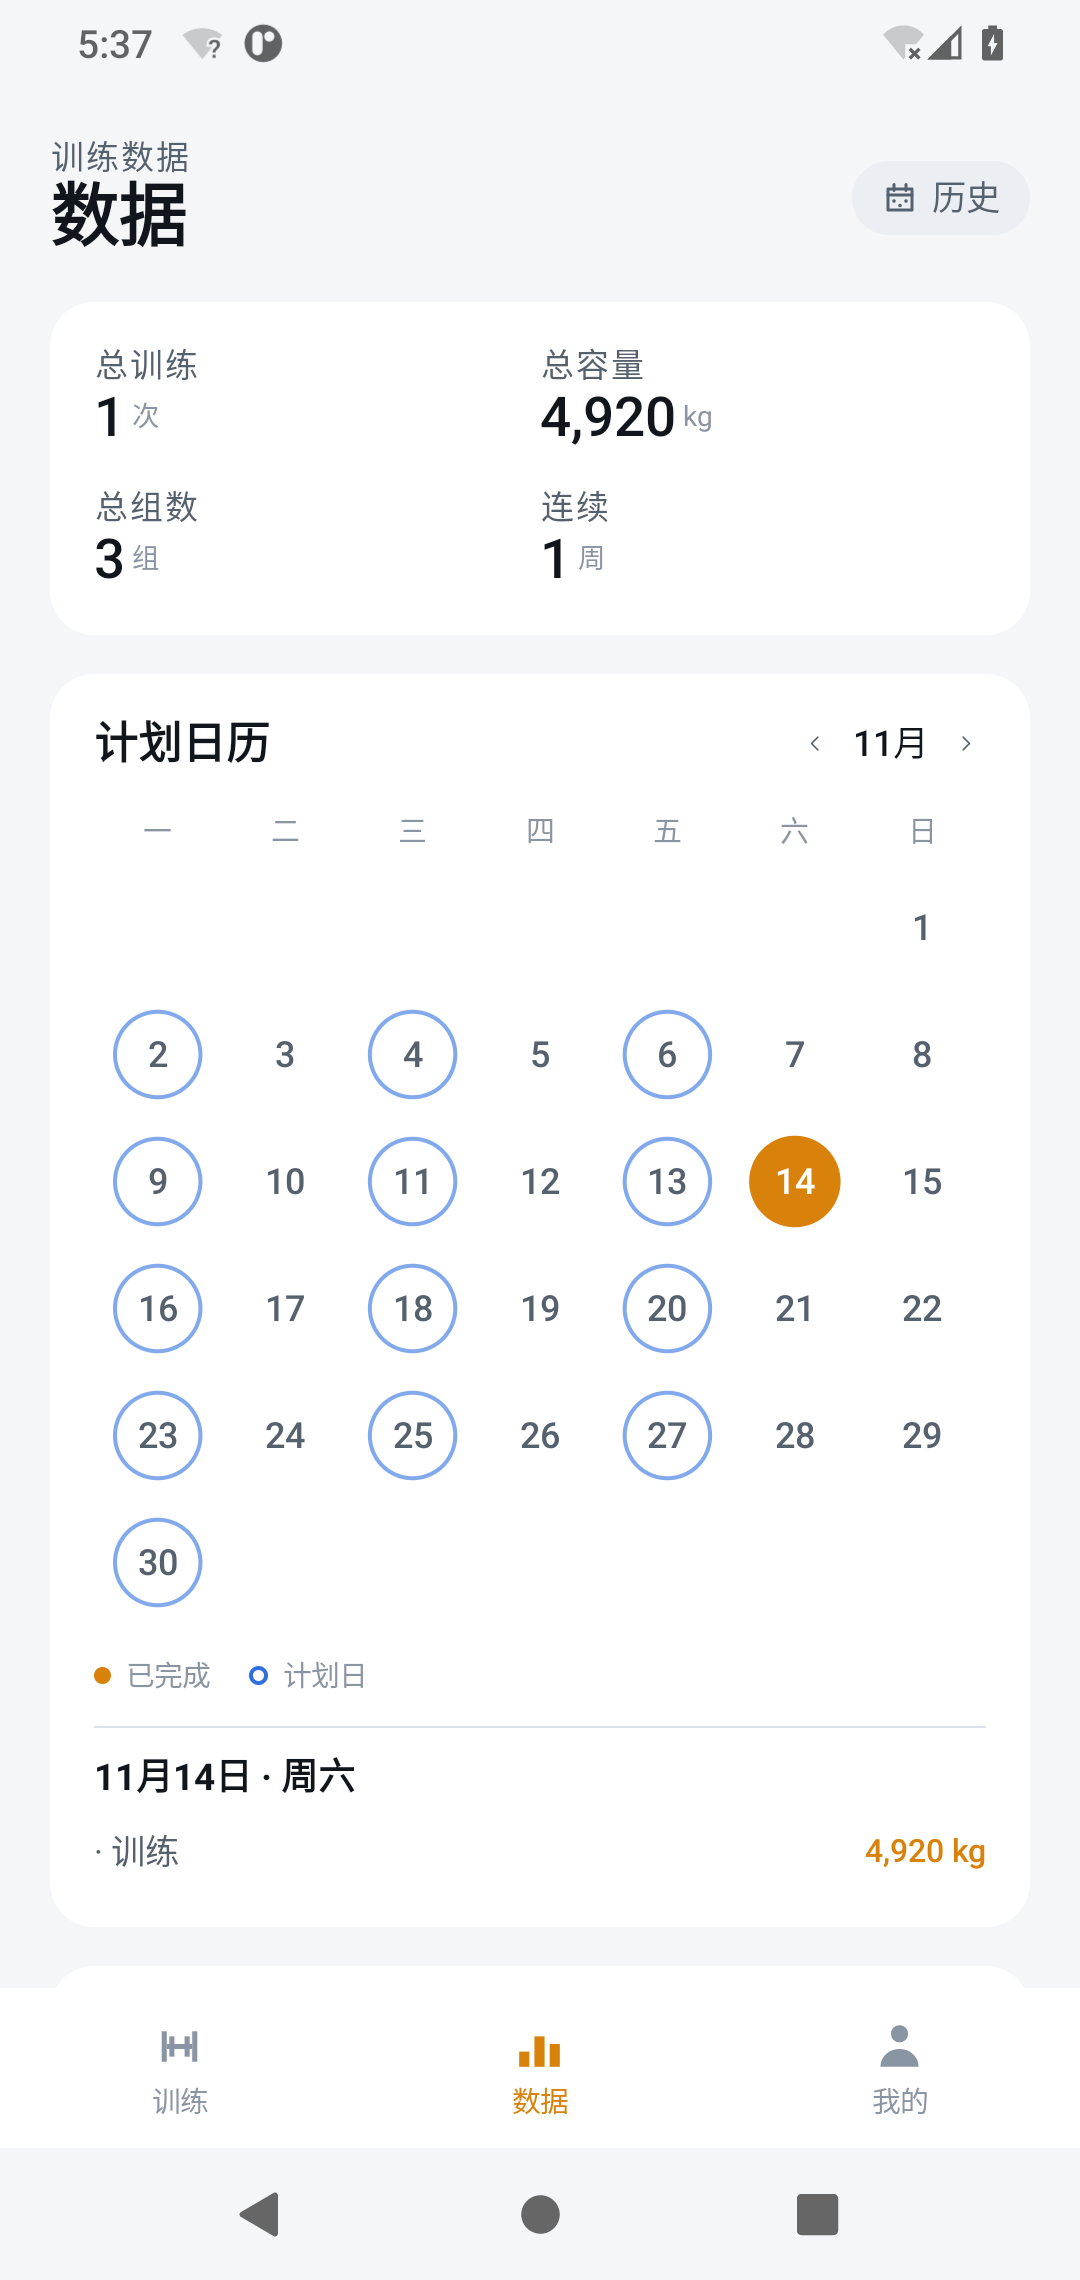 5:37
训练数据
数据
历史
总训练
总容量
1 次
4,920 kg
总组数
连续
3 组
1 周
计划日历
11月
一 二 三 四 五 六 日
1
2 3 4 5 6 7 8
9 10 11 12 13 14 15
16 17 18 19 20 21 22
23 24 25 26 27 28 29
30
已完成 计划日
11月14日 · 周六
· 训练
4,920 kg
训练 数据 我的